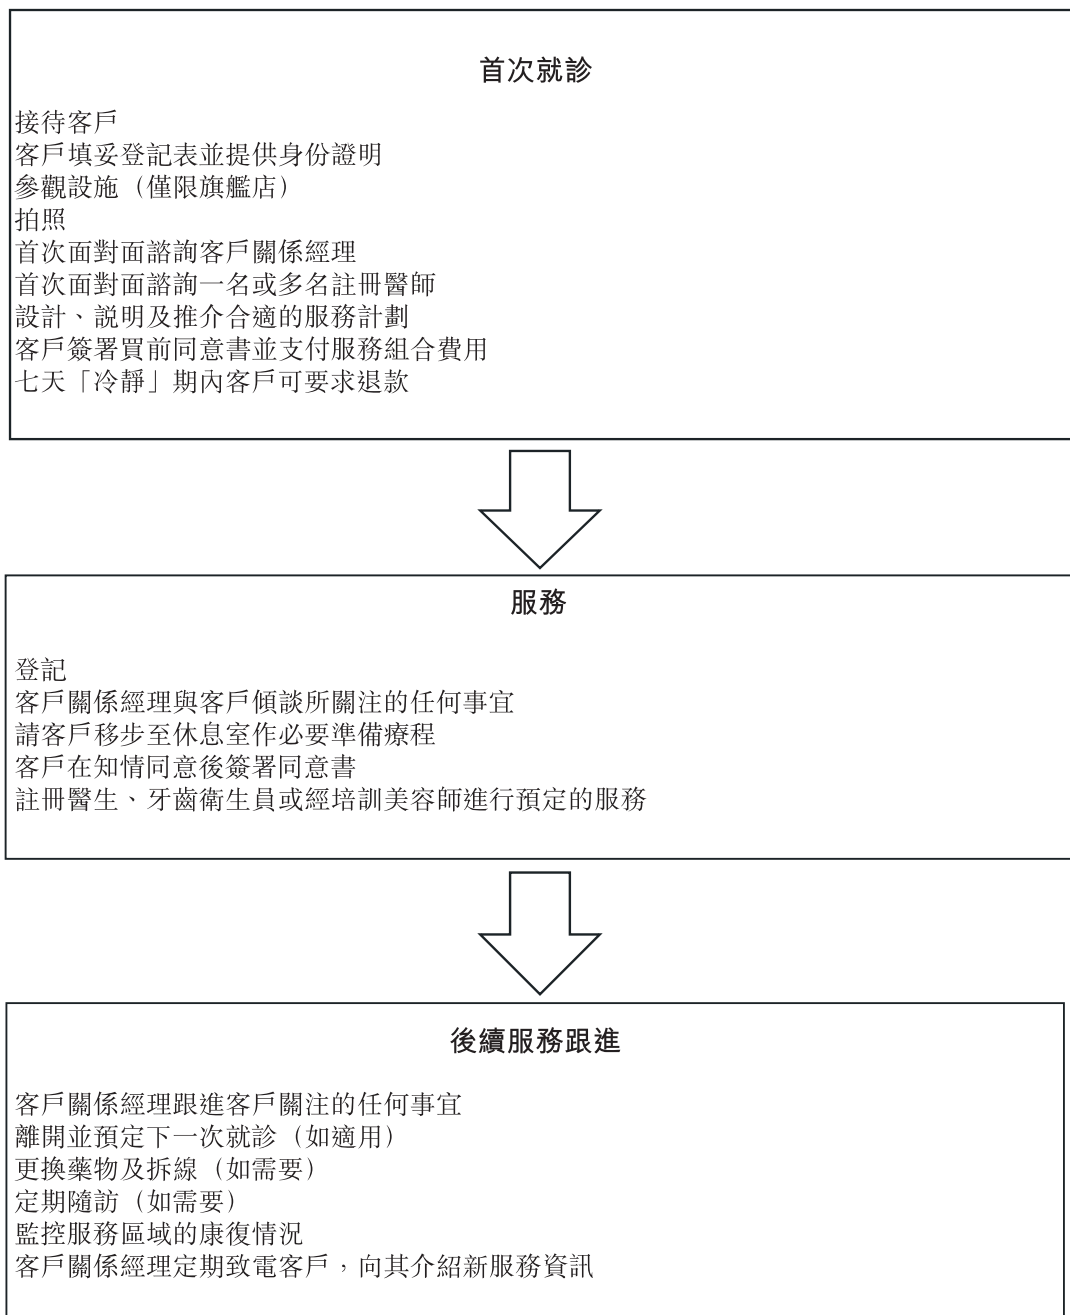 首次就診
接待客戶
客戶填妥登記表並提供身份證明
參觀設施（僅限旗艦店）
拍照
首次面對面諮詢客戶關係經理
首次面對面諮詢一名或多名註冊醫師
設計、説明及推介合適的服務計劃
客戶簽署買前同意書並支付服務組合費用
七天「冷靜」期內客戶可要求退款
服務
登記
客戶關係經理與客戶傾談所關注的任何事宜
請客戶移步至休息室作必要準備療程
客戶在知情同意後簽署同意書
註冊醫生、牙齒衛生員或經培訓美容師進行預定的服務
後續服務跟進
客戶關係經理跟進客戶關注的任何事宜
離開並預定下一次就診（如適用）
更換藥物及拆線（如需要）
定期隨訪（如需要）
監控服務區域的康復情況
客戶關係經理定期致電客戶，向其介紹新服務資訊